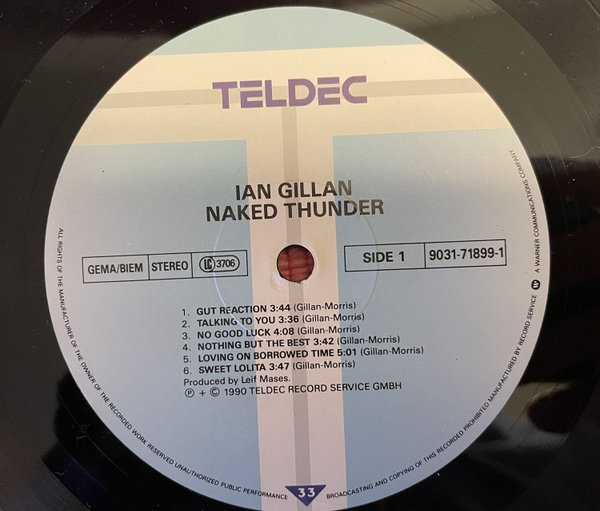 TELDEC
IAN GILLAN
NAKED THUNDER
GEMA/BIEM STEREO LC 3706
SIDE 1 9031-71899-1
1. GUT REACTION 3:44 (Gillan-Morris)
2. TALKING TO YOU 3:36 (Gillan-Morris)
3. NO GOOD LUCK 4:08 (Gillan-Morris)
4. NOTHING BUT THE BEST 3:42 (Gillan-Morris)
5. LOVING ON BORROWED TIME 5:01 (Gillan-Morris)
6. SWEET LOLITA 3:47 (Gillan-Morris)
Produced by Leif Mases.
Ⓟ + © 1990 TELDEC RECORD SERVICE GMBH
ALL RIGHTS OF THE MANUFACTURER OF THE OWNER OF THE RECORDED WORK RESERVED UNAUTHORIZED PUBLIC PERFORMANCE BROADCASTING AND COPYING OF THIS RECORDED PROHIBITED MANUFACTURED BY RECORD SERVICE A WARNER COMMUNICATIONS COMPANY
33